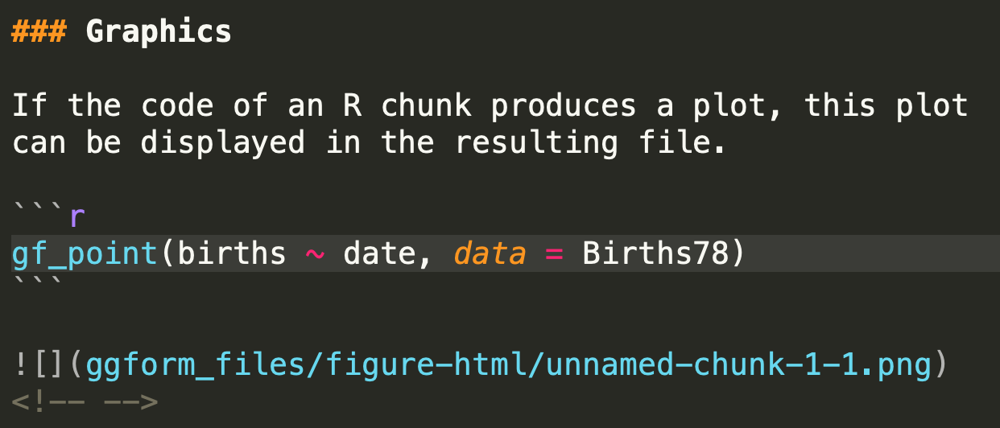 ### Graphics
If the code of an R chunk produces a plot, this plot
can be displayed in the resulting file.
```r
gf_point(births ~ date, data = Births78)
```
![](ggform_files/figure-html/unnamed-chunk-1-1.png)
<!-- -->